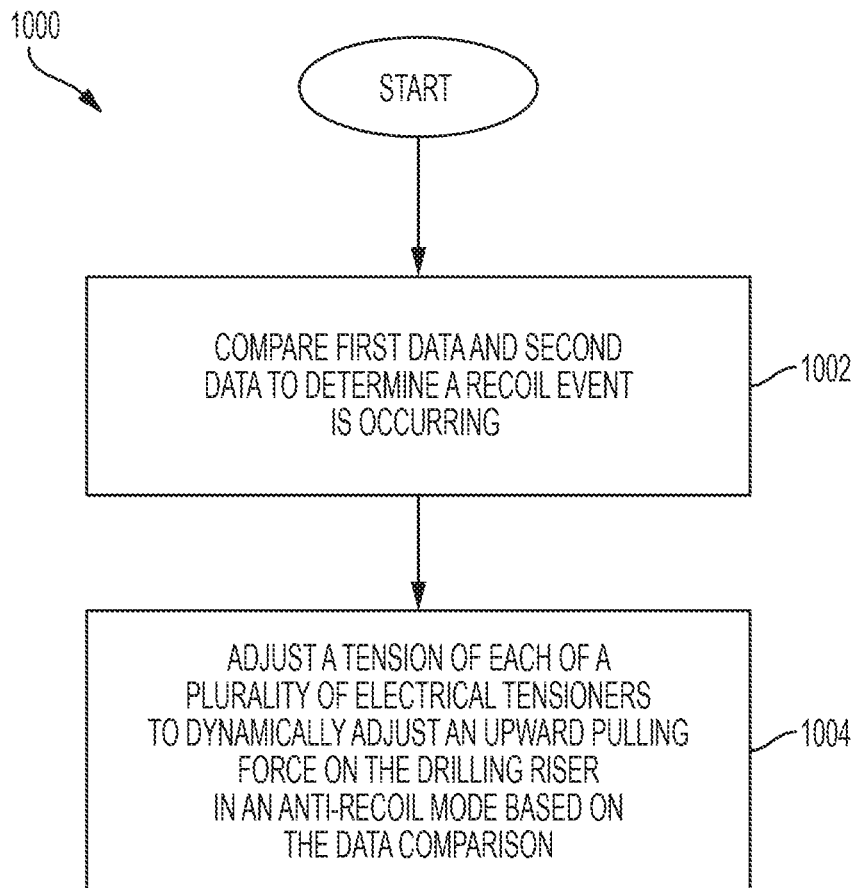 1000
START
COMPARE FIRST DATA AND SECOND
DATA TO DETERMINE A RECOIL EVENT
IS OCCURRING
1002
ADJUST A TENSION OF EACH OF A
PLURALITY OF ELECTRICAL TENSIONERS
TO DYNAMICALLY ADJUST AN UPWARD PULLING
FORCE ON THE DRILLING RISER
IN AN ANTI-RECOIL MODE BASED ON
THE DATA COMPARISON
1004